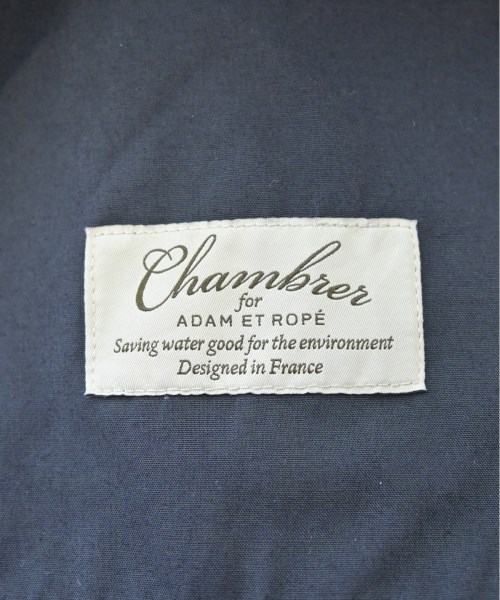 Chambrer
for
ADAM ET ROPÉ
Saving water good for the environment
Designed in France